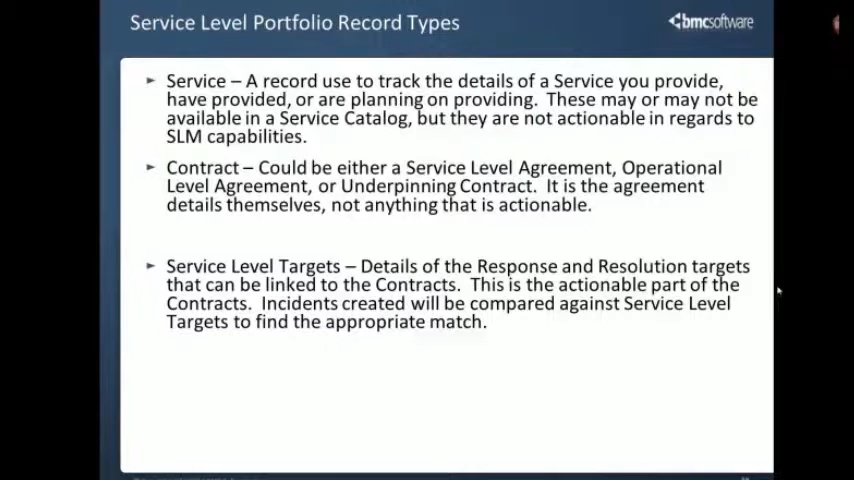 Service Level Portfolio Record Types
bmcsoftware
Service – A record use to track the details of a Service you provide,
have provided, or are planning on providing. These may or may not be
available in a Service Catalog, but they are not actionable in regards to
SLM capabilities.
Contract – Could be either a Service Level Agreement, Operational
Level Agreement, or Underpinning Contract. It is the agreement
details themselves, not anything that is actionable.
Service Level Targets – Details of the Response and Resolution targets
that can be linked to the Contracts. This is the actionable part of the
Contracts. Incidents created will be compared against Service Level
Targets to find the appropriate match.